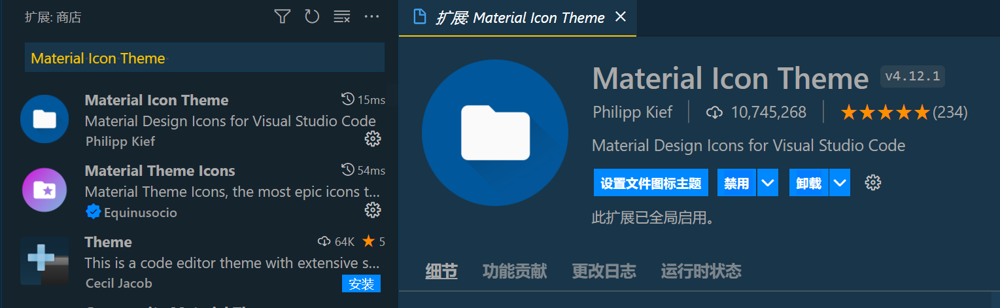 扩展: 商店
Material Icon Theme
Material Icon Theme
15ms
Material Design Icons for Visual Studio Code
Philipp Kief
Material Theme Icons
54ms
Material Theme Icons, the most epic icons t...
Equinusocio
Theme
64K
5
This is a code editor theme with extensive s...
Cecil Jacob
安装
扩展: Material Icon Theme
Material Icon Theme
v4.12.1
Philipp Kief
10,745,268
(234)
Material Design Icons for Visual Studio Code
设置文件图标主题
禁用
卸载
此扩展已全局启用。
细节
功能贡献
更改日志
运行时状态